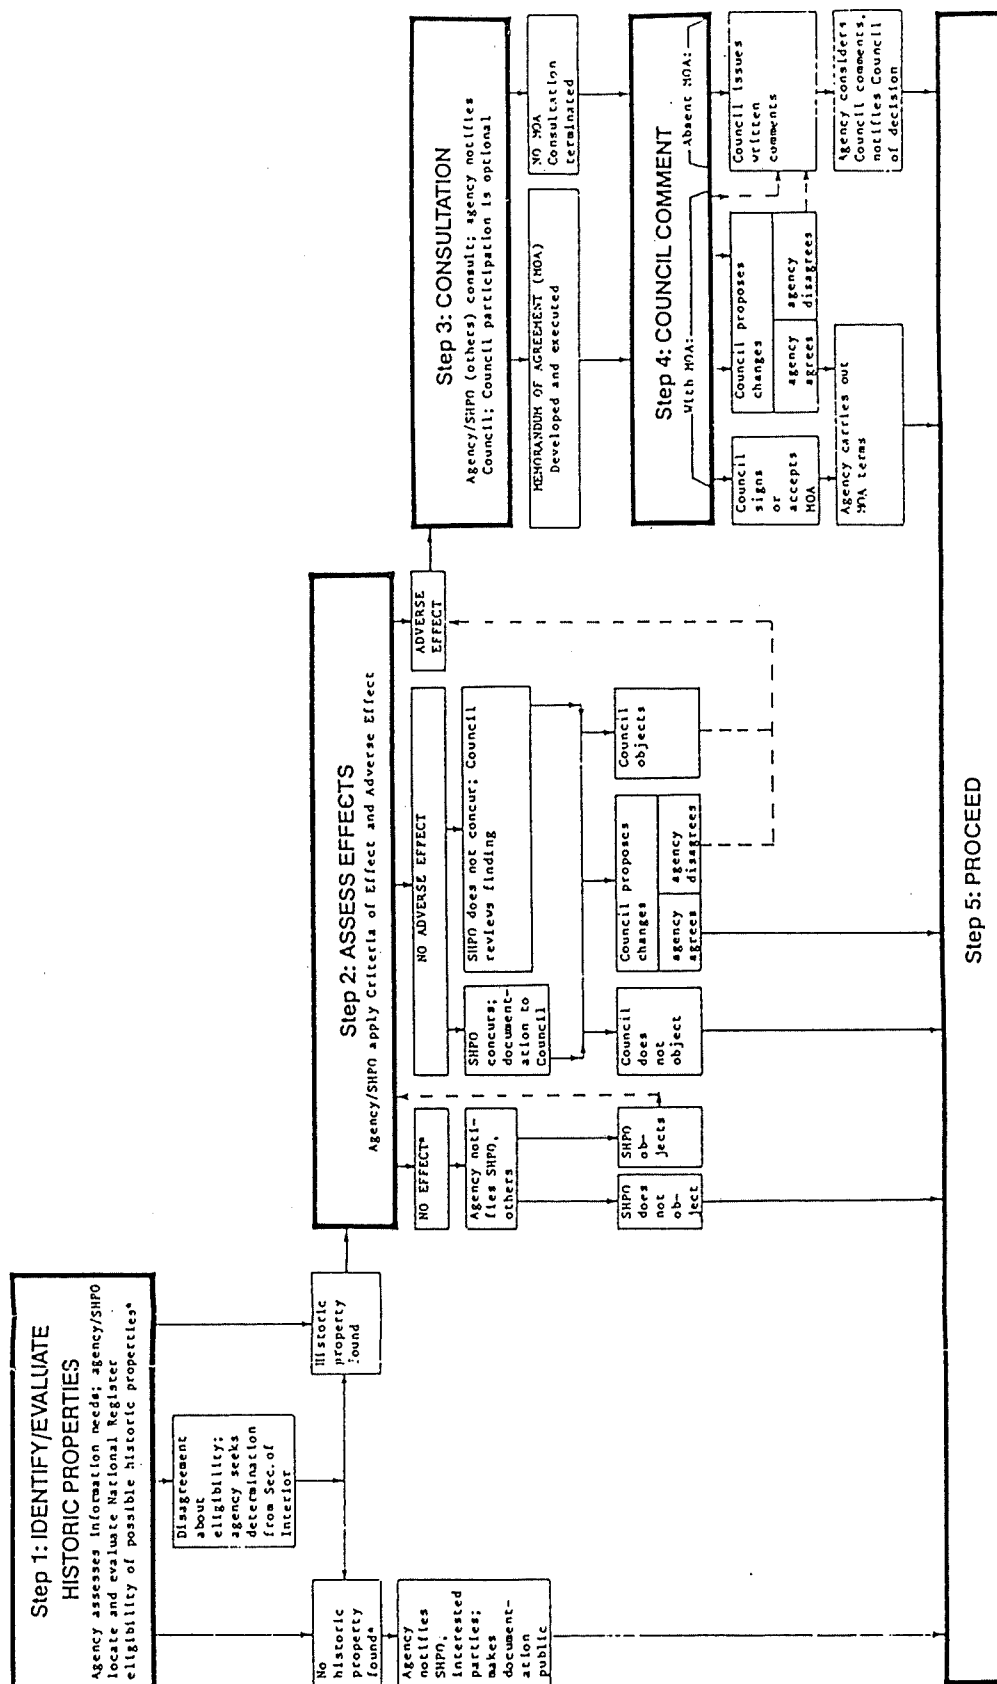 Step 1: IDENTIFY/EVALUATE
HISTORIC PROPERTIES
Agency assesses information needs; agency/SHPO
locate and evaluate National Register
eligibility of possible historic properties*
Disagreement
about
eligibility;
agency seeks
determination
from Sec. of
Interior
No
historic
property
found*
Historic
property
found
Agency
notifies
SHPO,
interested
parties;
makes
document-
ation
public
Step 2: ASSESS EFFECTS
Agency/SHPO apply Criteria of Effect and Adverse Effect
NO EFFECT*
Agency noti-
fies SHPO,
others
SHPO
does
not
ob-
ject
SHPO
ob-
jects
NO ADVERSE EFFECT
SHPO
concurs;
document-
ation to
Council
SHPO does not concur; Council
reviews finding
Council
does
not
object
Council proposes
changes
agency
agrees
agency
disagrees
Council
objects
ADVERSE
EFFECT
Step 3: CONSULTATION
Agency/SHPO (others) consult; agency notifies
Council; Council participation is optional
MEMORANDUM OF AGREEMENT (MOA)
Developed and executed
NO MOA
Consultation
terminated
Step 4: COUNCIL COMMENT
With MOA:
Absent MOA:
Council
signs
or
accepts
MOA
Council proposes
changes
agency
agrees
agency
disagrees
Council issues
written
comments
Agency carries out
MOA terms
Agency considers
Council comments,
notifies Council
of decision
Step 5: PROCEED